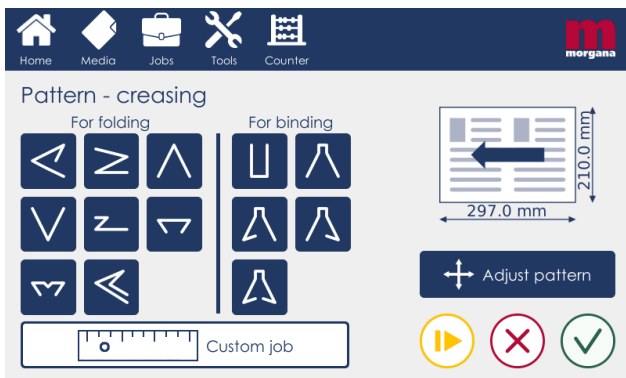 Home
Media
Jobs
Tools
Counter
morgana
Pattern - creasing
For folding
For binding
210.0 mm
297.0 mm
Adjust pattern
Custom job